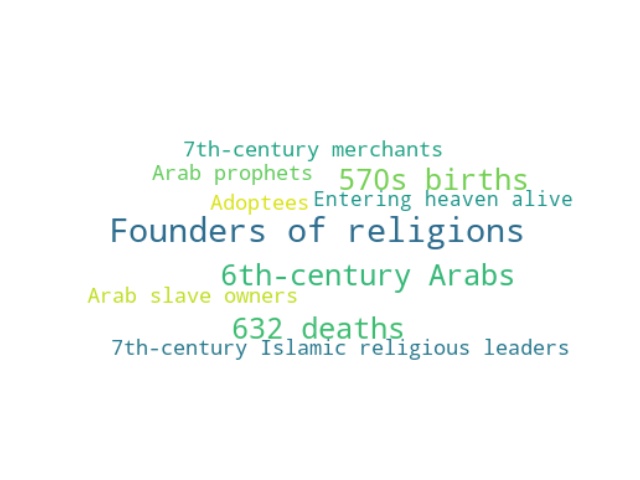 7th-century merchants
Arab prophets
570s births
Adoptees
Entering heaven alive
Founders of religions
6th-century Arabs
Arab slave owners
632 deaths
7th-century Islamic religious leaders